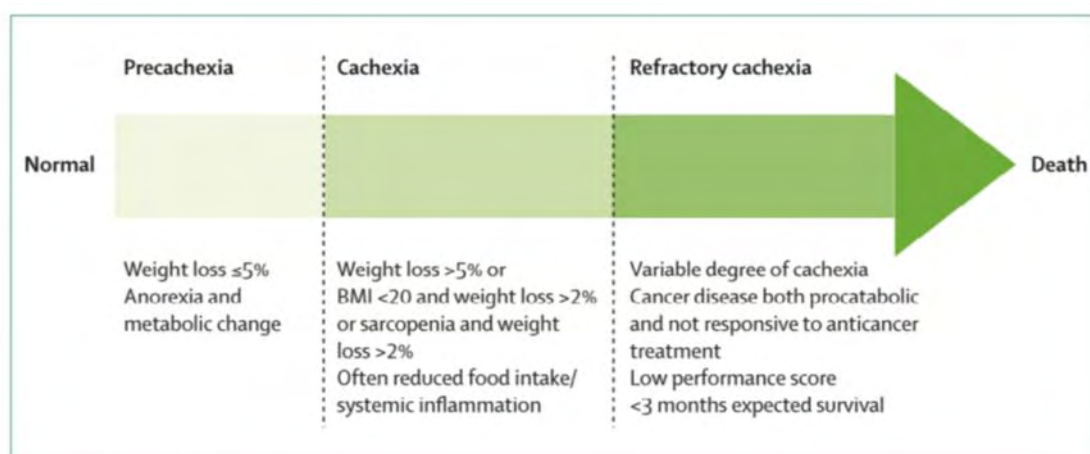 Precachexia
Cachexia
Refractory cachexia
Normal
Death
Weight loss ≤5%
Anorexia and
metabolic change
Weight loss >5% or
BMI <20 and weight loss >2%
or sarcopenia and weight
loss >2%
Often reduced food intake/
systemic inflammation
Variable degree of cachexia
Cancer disease both procatabolic
and not responsive to anticancer
treatment
Low performance score
<3 months expected survival